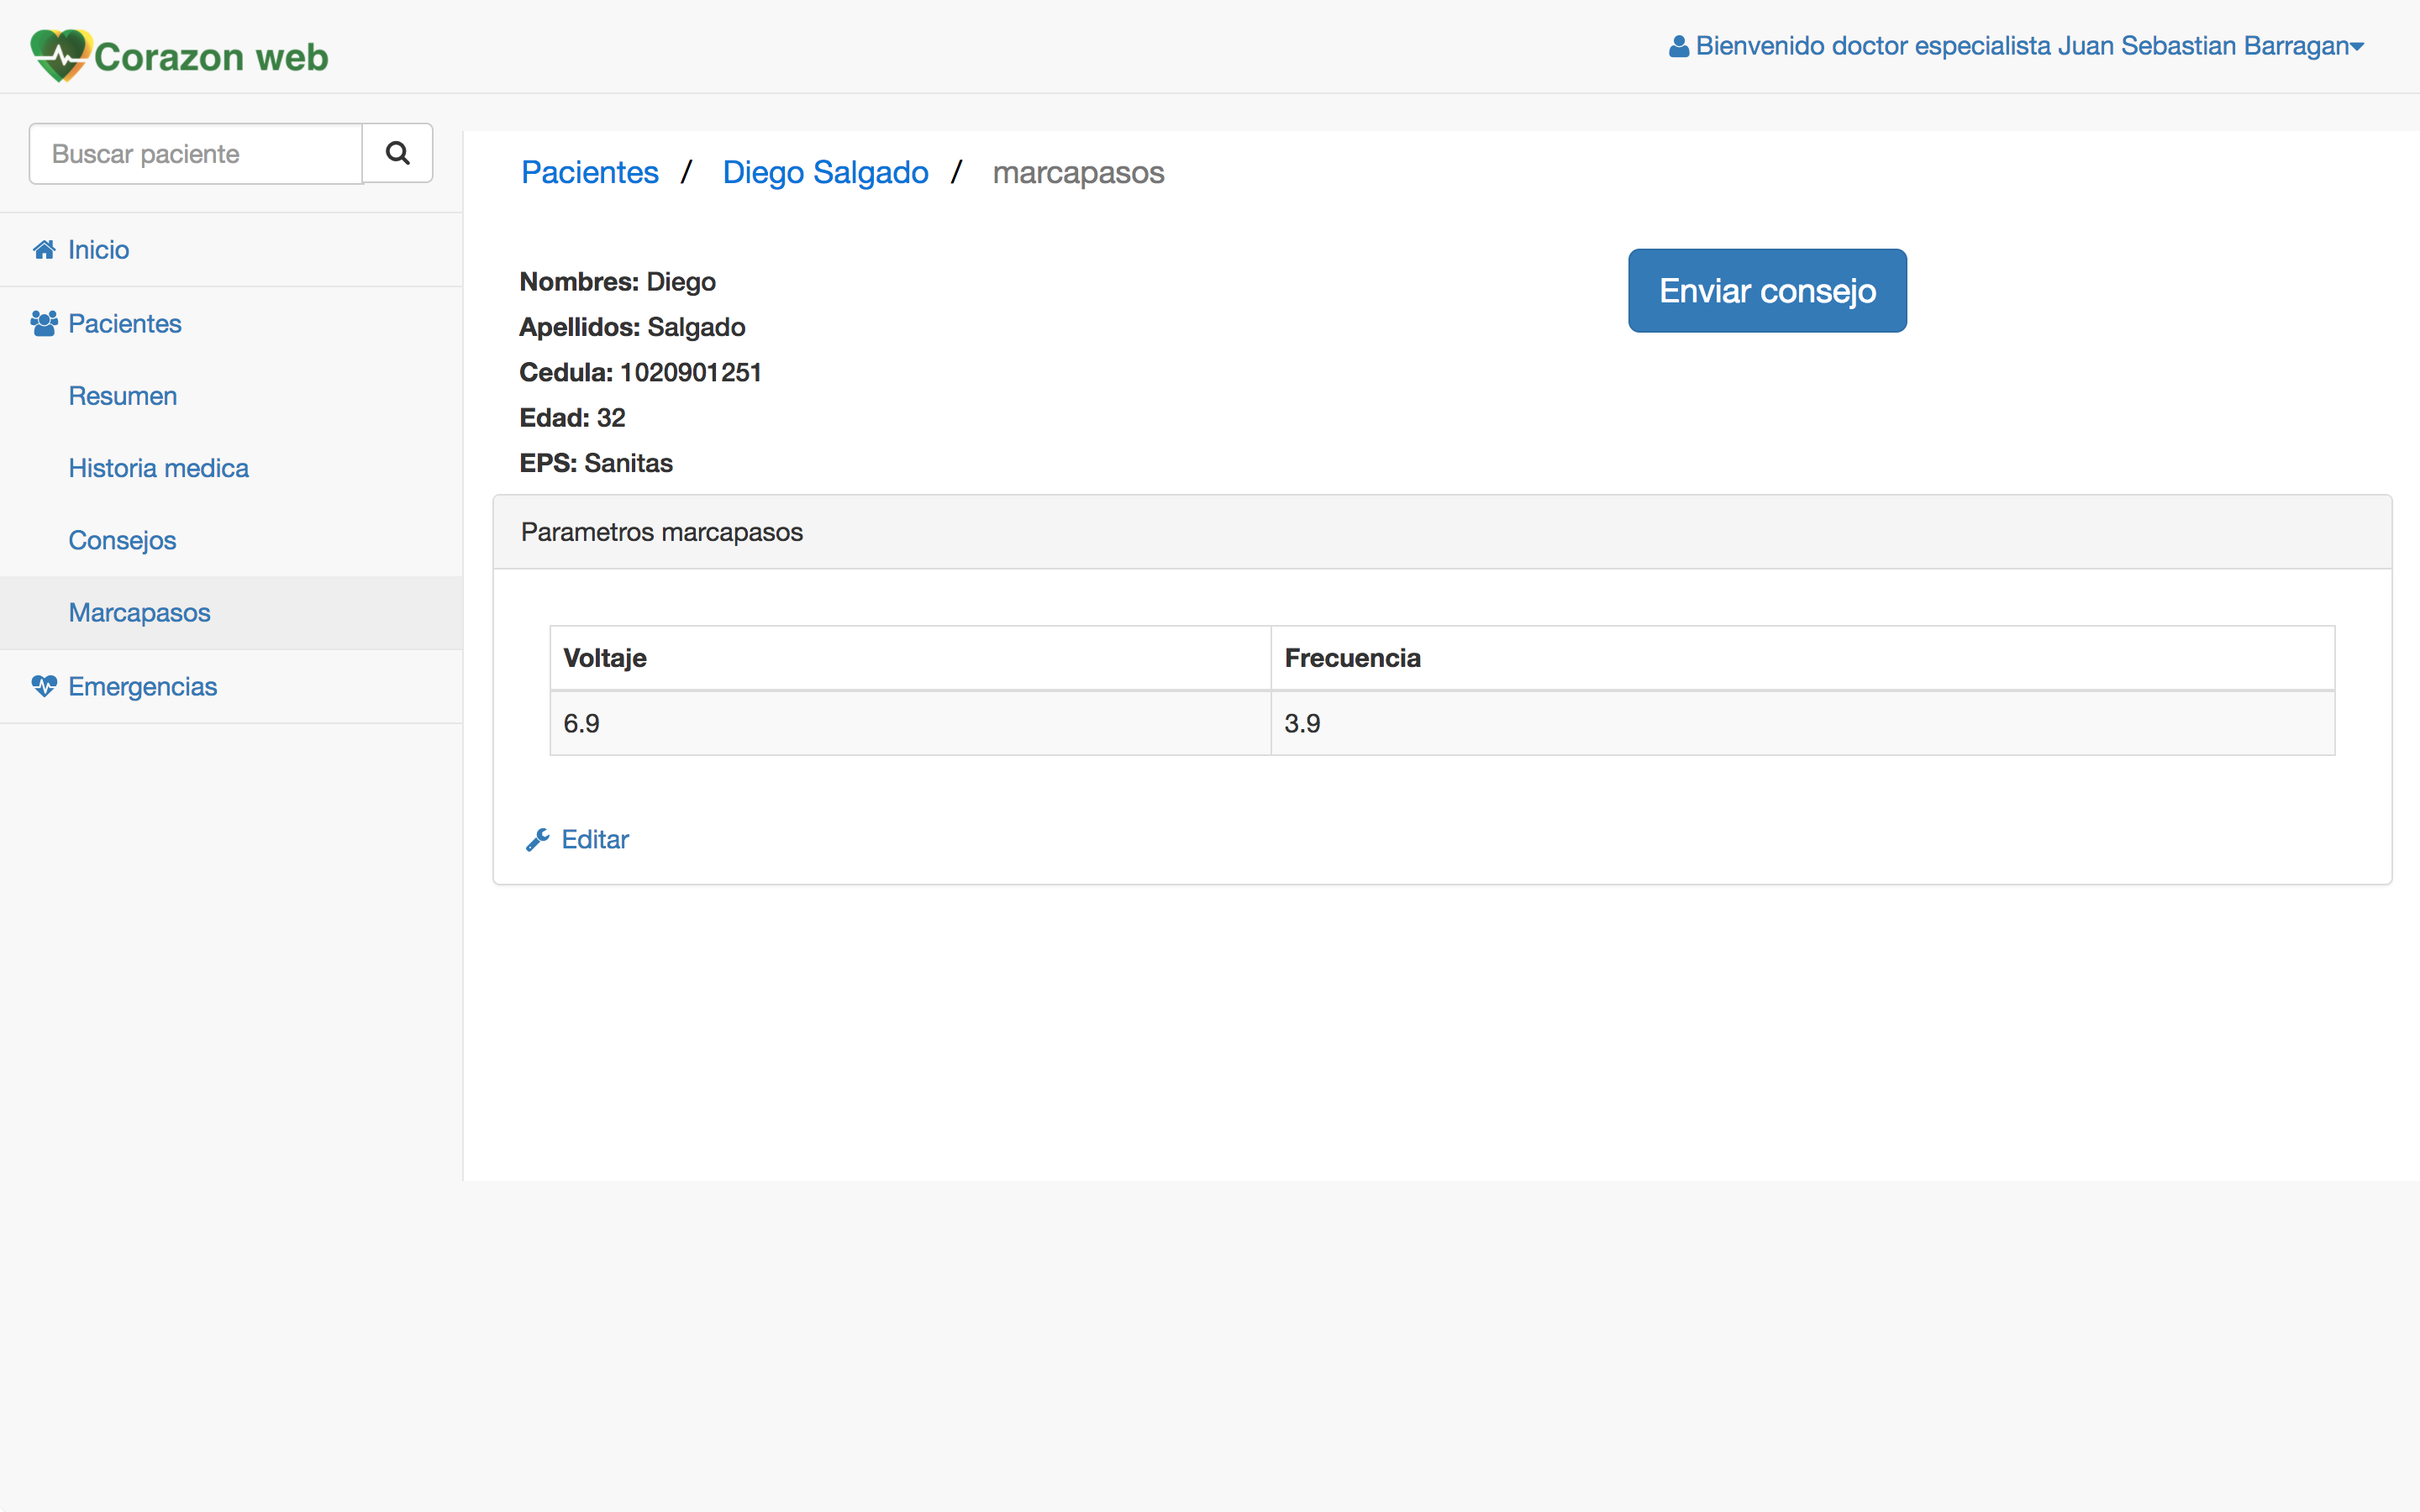 Corazon web
Bienvenido doctor especialista Juan Sebastian Barragan
Buscar paciente
Inicio
Pacientes
Resumen
Historia medica
Consejos
Marcapasos
Emergencias
Pacientes / Diego Salgado / marcapasos
Enviar consejo
Nombres: Diego
Apellidos: Salgado
Cedula: 1020901251
Edad: 32
EPS: Sanitas
Parametros marcapasos
Voltaje Frecuencia
6.9 3.9
Editar